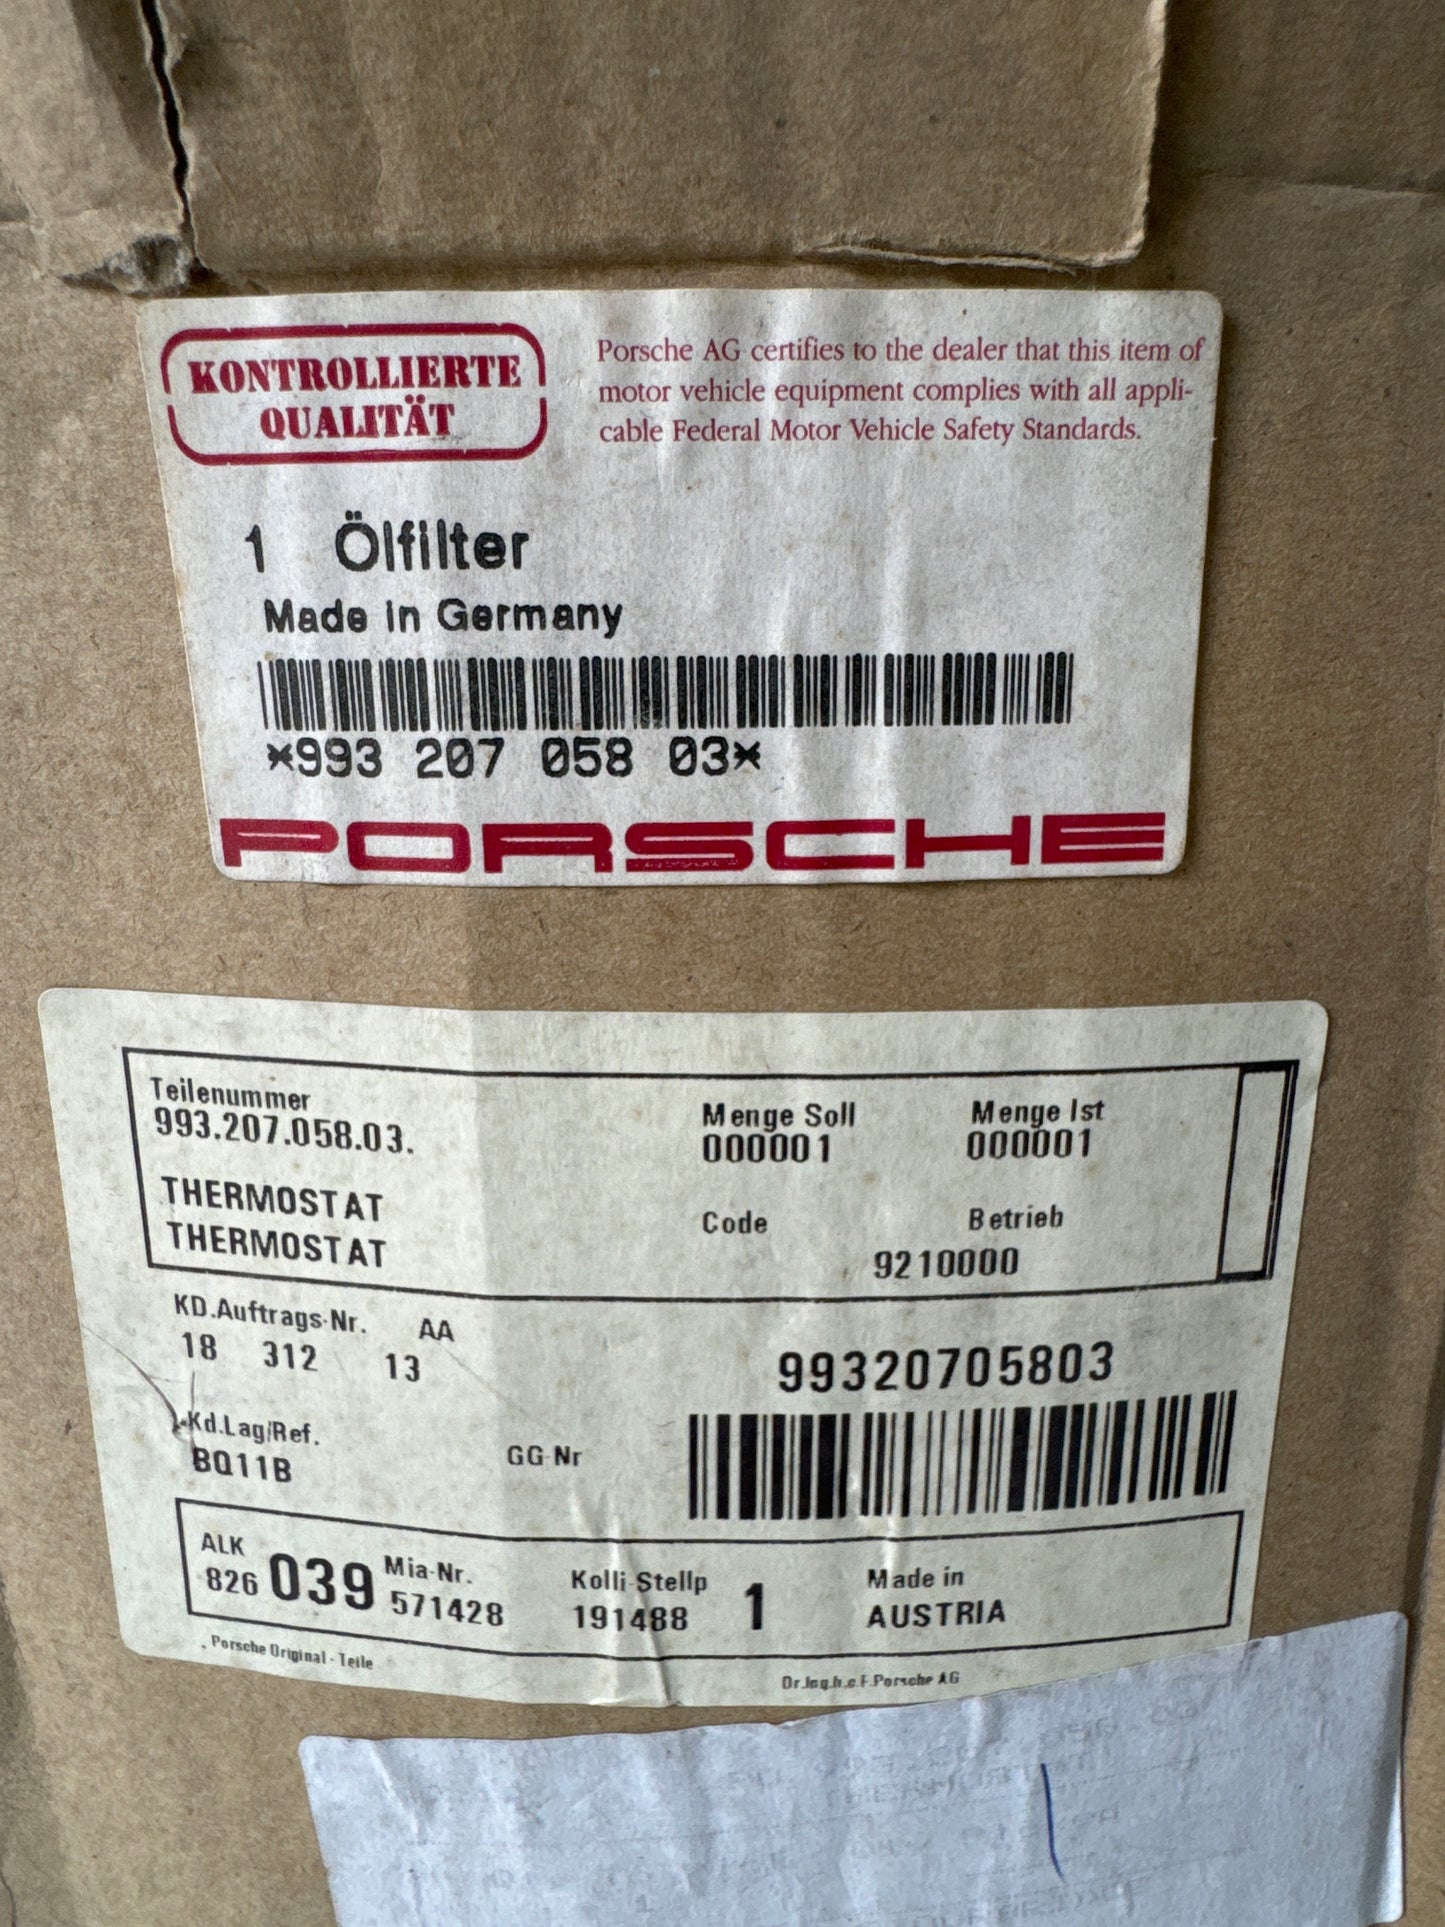 KONTROLLIERTE
QUALITÄT
Porsche AG certifies to the dealer that this item of
motor vehicle equipment complies with all appli-
cable Federal Motor Vehicle Safety Standards.
1 Ölfilter
Made in Germany
*993 207 058 03*
PORSCHE
Teilenummer
993.207.058.03.
THERMOSTAT
THERMOSTAT
Menge Soll
000001
Menge Ist
000001
Code
Betrieb
9210000
KD.Auftrags-Nr. AA
18 312 13
99320705803
Kd.Lag/Ref.
BQ11B
GG-Nr
ALK
826 039
Mia-Nr.
571428
Kolli-Stellp
191488
1
Made in
AUSTRIA
Porsche Original - Teile
Dr.Ing.h.c.F.Porsche AG